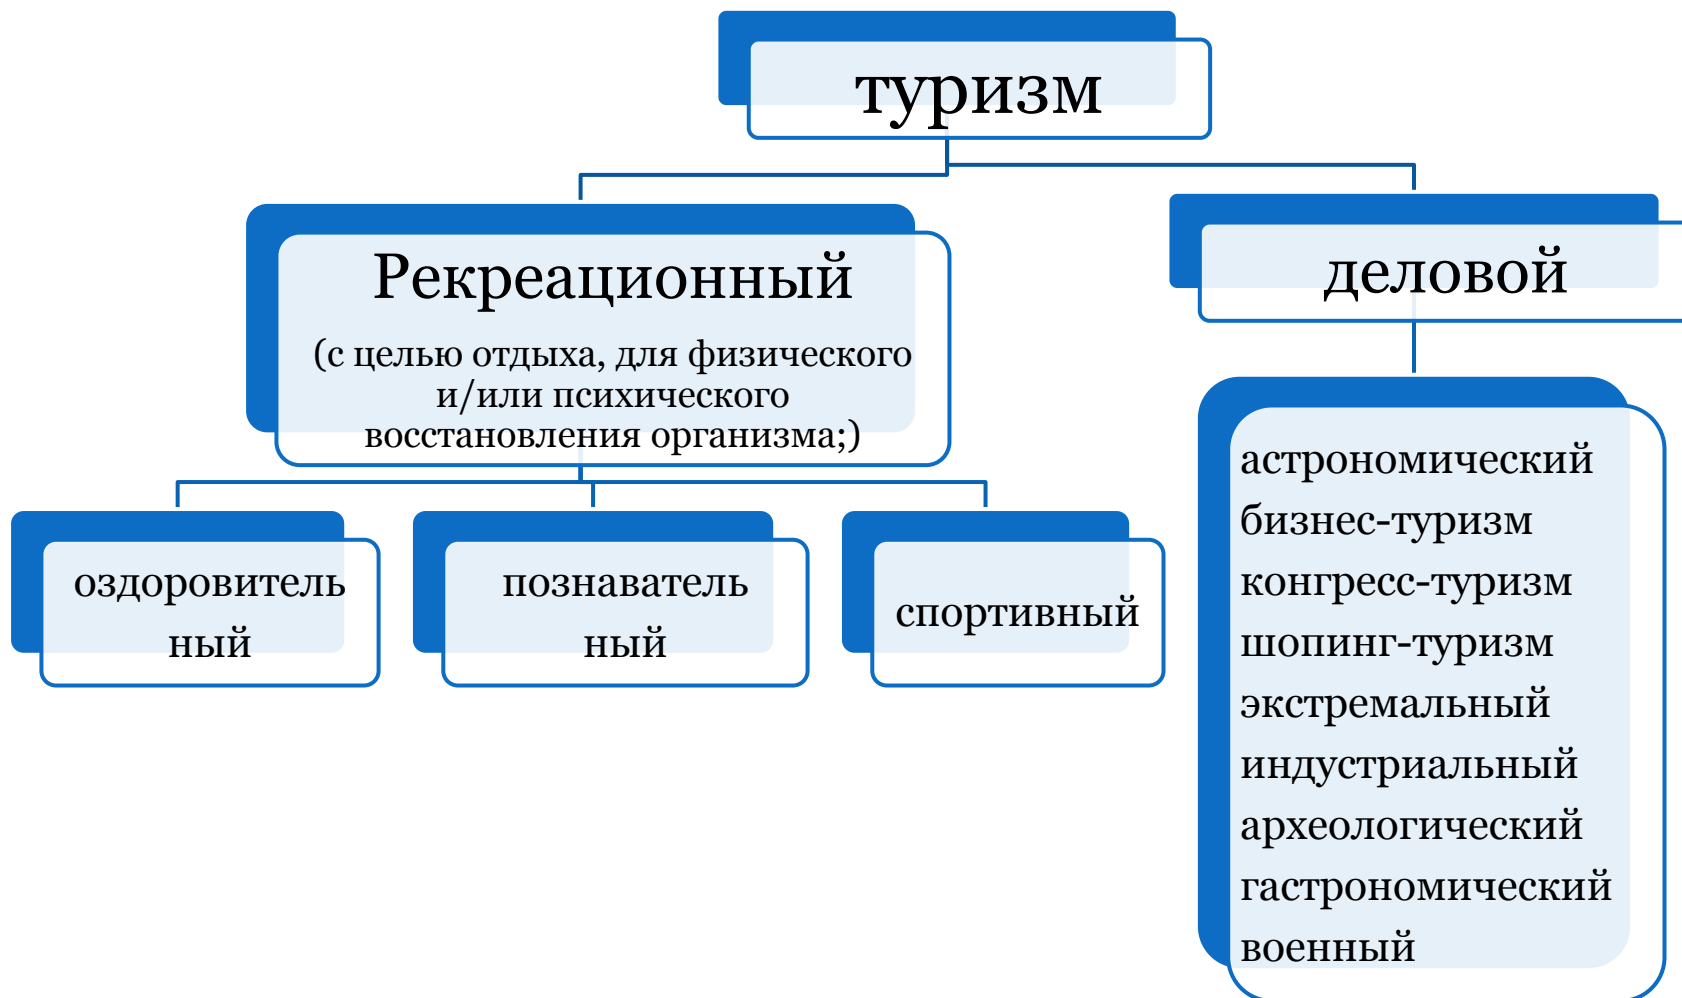 туризм
Рекреационный
(с целью отдыха, для физического
и/или психического
восстановления организма;)
деловой
оздоровитель
ный
познаватель
ный
спортивный
астрономический
бизнес-туризм
конгресс-туризм
шопинг-туризм
экстремальный
индустриальный
археологический
гастрономический
военный